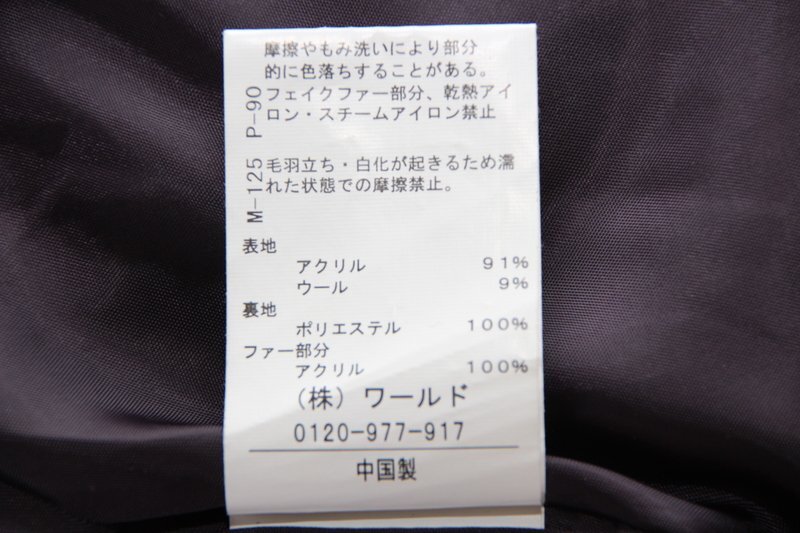 摩擦やもみ洗いにより部分
的に色落ちすることがある。
P-90
フェイクファー部分、乾熱アイ
ロン・スチームアイロン禁止
M-125
毛羽立ち・白化が起きるため濡
れた状態での摩擦禁止。
表地
アクリル 91%
ウール 9%
裏地
ポリエステル 100%
ファー部分
アクリル 100%
(株)ワールド
0120-977-917
中国製